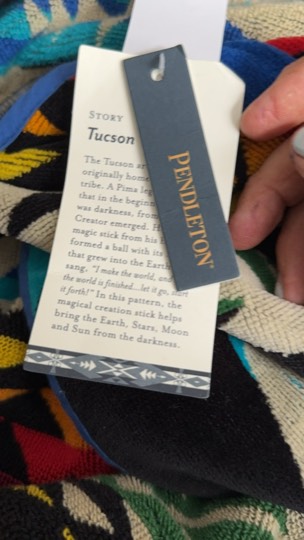 STORY
Tucson
The Tucson
originally home
tribe. A Pima
that in the
was darkness, from
Creator emerged.
magic stick from his
formed a ball with its
that grew into the Earth
sang, "I make the world, and
the world is finished...let it go,
it forth!" In this pattern, the
magical creation stick helps
bring the Earth, Stars, Moon
and Sun from the darkness.
PENDLETON